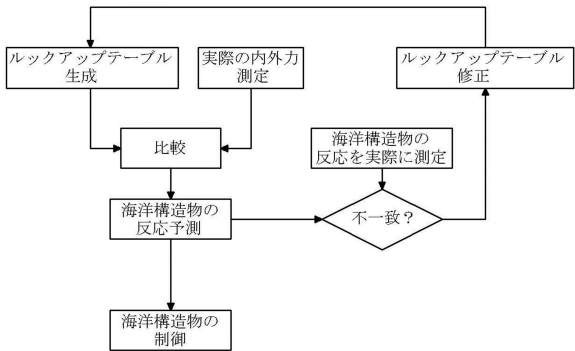 ルックアップテーブル
生成
実際の内外力
測定
ルックアップテーブル
修正
比較
海洋構造物の
反応を実際に測定
海洋構造物の
反応予測
不一致？
海洋構造物の
制御